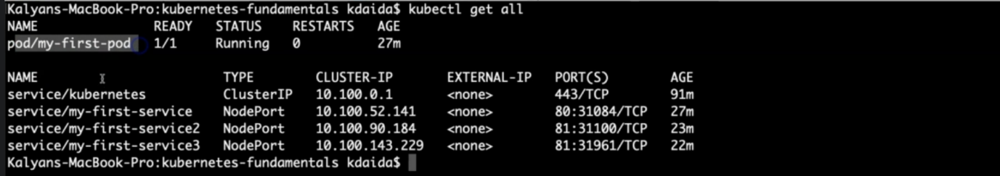 Kalyans-MacBook-Pro:kubernetes-fundamentals kdaida$ kubectl get all
NAME READY STATUS RESTARTS AGE
pod/my-first-pod 1/1 Running 0 27m
NAME TYPE CLUSTER-IP EXTERNAL-IP PORT(S) AGE
service/kubernetes ClusterIP 10.100.0.1 <none> 443/TCP 91m
service/my-first-service NodePort 10.100.52.141 <none> 80:31084/TCP 27m
service/my-first-service2 NodePort 10.100.90.184 <none> 81:31100/TCP 23m
service/my-first-service3 NodePort 10.100.143.229 <none> 81:31961/TCP 22m
Kalyans-MacBook-Pro:kubernetes-fundamentals kdaida$